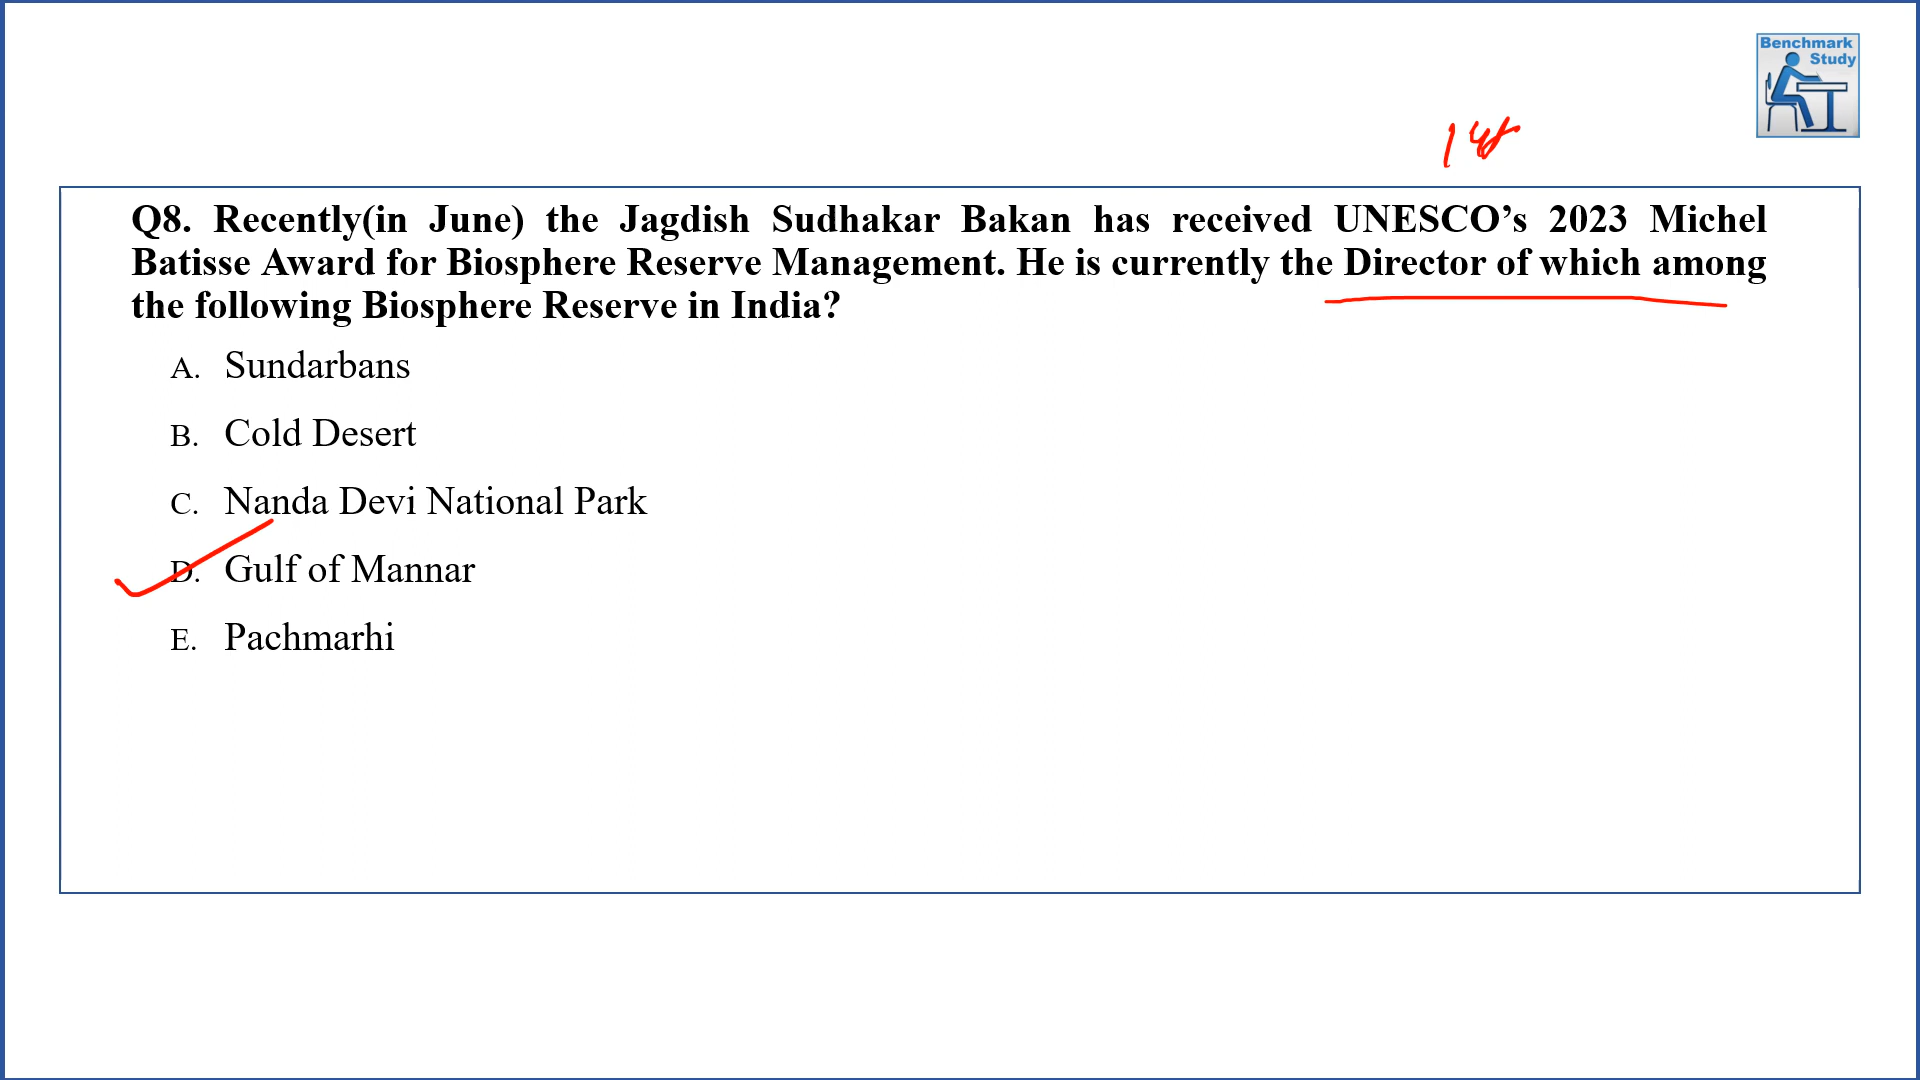 Benchmark
Study
Q8. Recently(in June) the Jagdish Sudhakar Bakan has received UNESCO’s 2023 Michel
Batisse Award for Biosphere Reserve Management. He is currently the Director of which among
the following Biosphere Reserve in India?
A. Sundarbans
B. Cold Desert
C. Nanda Devi National Park
D. Gulf of Mannar
E. Pachmarhi